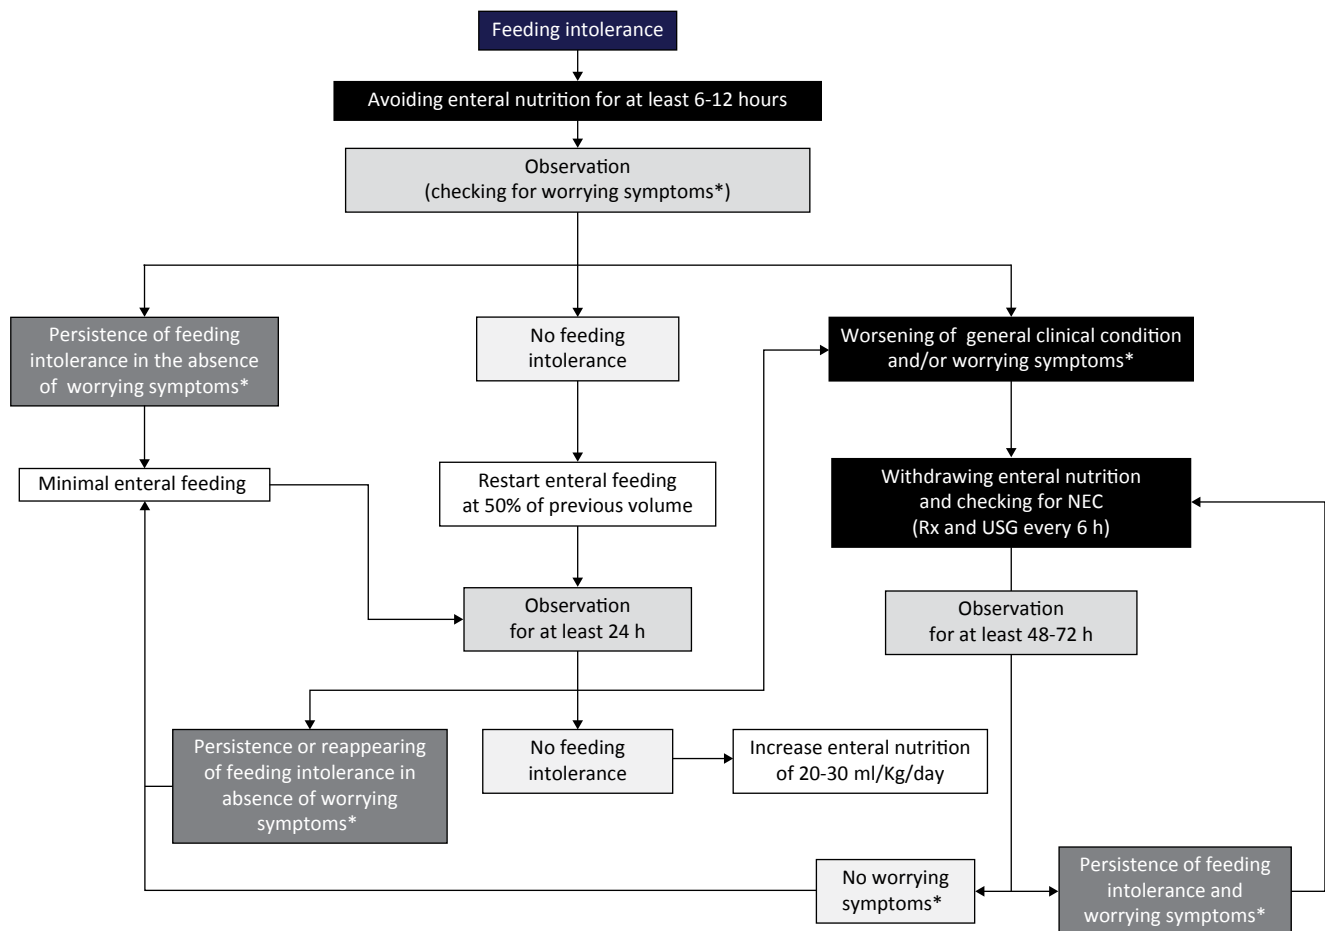 Feeding intolerance
Avoiding enteral nutrition for at least 6-12 hours
Observation
(checking for worrying symptoms*)
Persistence of feeding
intolerance in the absence
of worrying symptoms*
No feeding
intolerance
Worsening of general clinical condition
and/or worrying symptoms*
Minimal enteral feeding
Restart enteral feeding
at 50% of previous volume
Withdrawing enteral nutrition
and checking for NEC
(Rx and USG every 6 h)
Observation
for at least 24 h
Observation
for at least 48-72 h
Persistence or reappearing
of feeding intolerance in
absence of worrying
symptoms*
No feeding
intolerance
Increase enteral nutrition
of 20-30 ml/Kg/day
No worrying
symptoms*
Persistence of feeding
intolerance and
worrying symptoms*